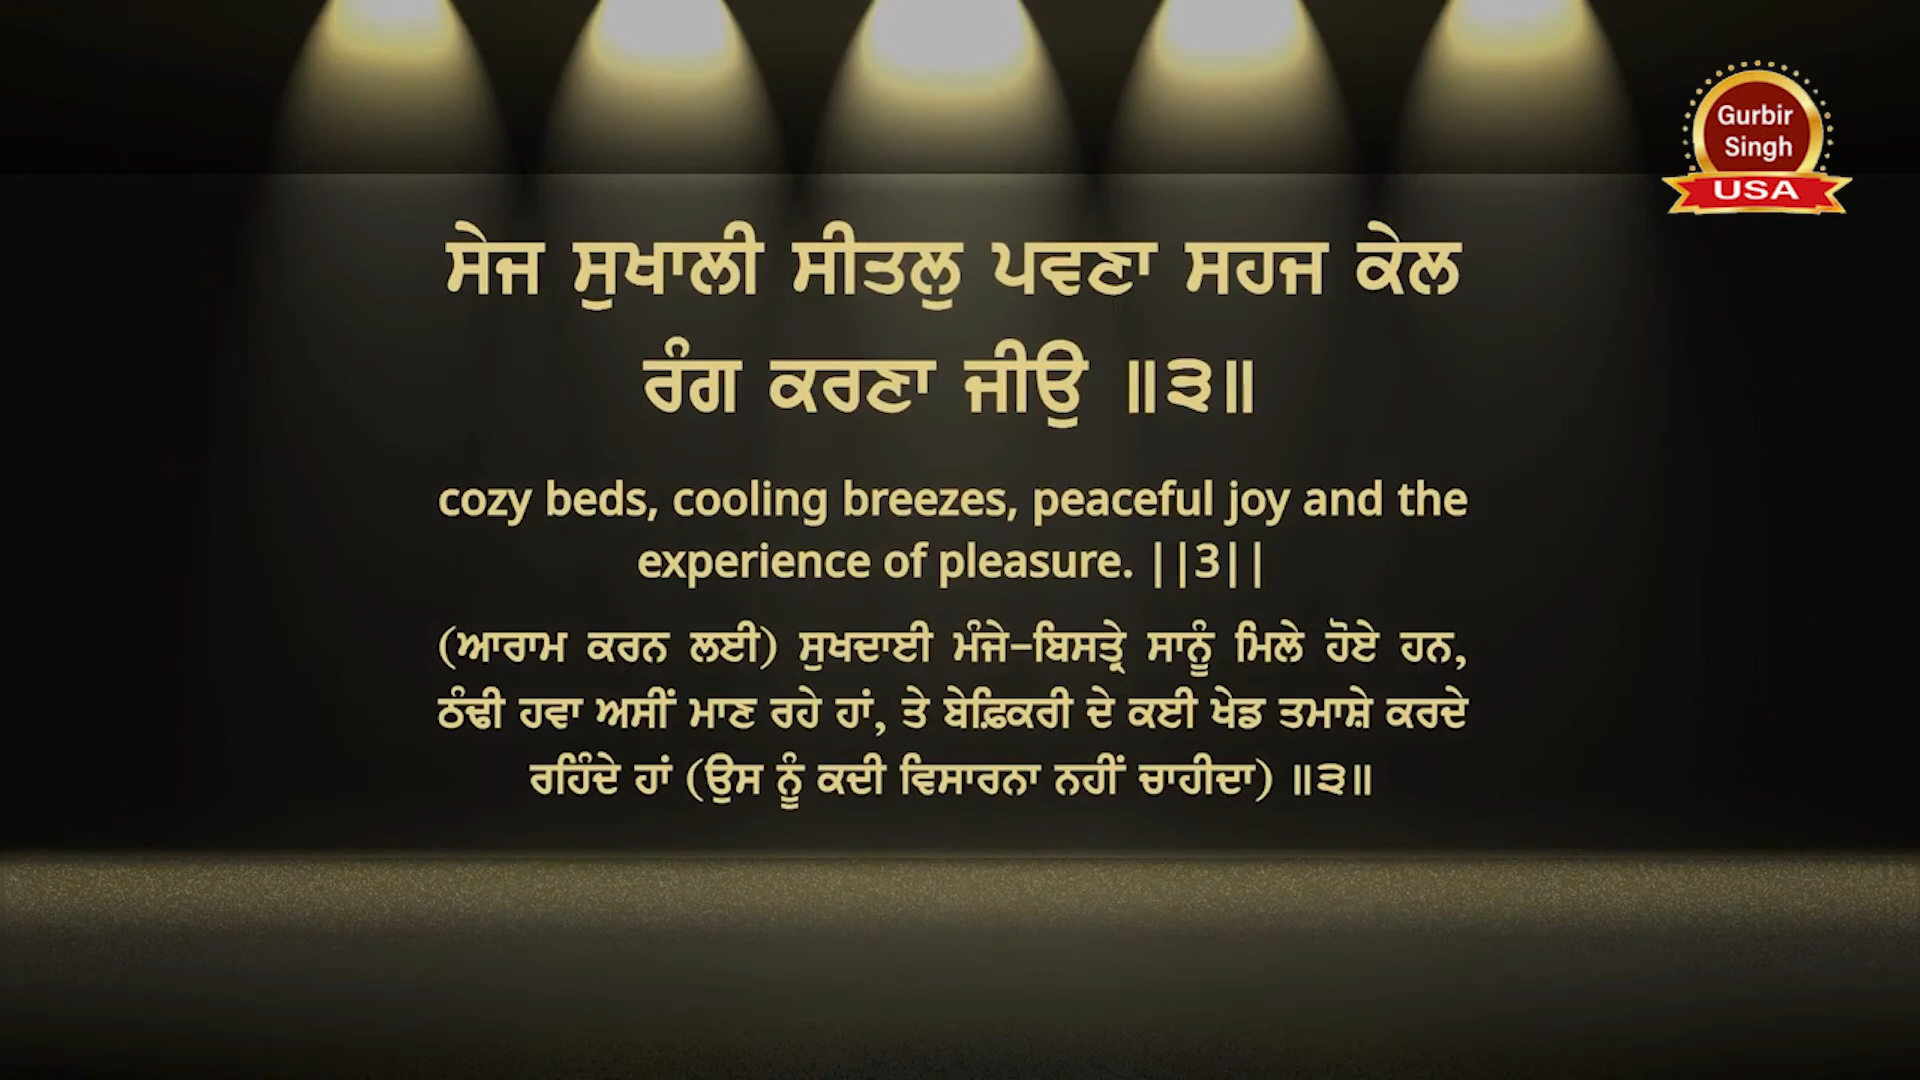 Gurbir
Singh
USA
ਸੇਜ ਸੁਖਾਲੀ ਸੀਤਲੁ ਪਵਣਾ ਸਹਜ ਕੇਲ
ਰੰਗ ਕਰਣਾ ਜੀਉ ॥੩॥
cozy beds, cooling breezes, peaceful joy and the
experience of pleasure. ||3||
(ਆਰਾਮ ਕਰਨ ਲਈ) ਸੁਖਦਾਈ ਮੰਜੇ-ਬਿਸਤ੍ਰੇ ਸਾਨੂੰ ਮਿਲੇ ਹੋਏ ਹਨ,
ਠੰਢੀ ਹਵਾ ਅਸੀਂ ਮਾਣ ਰਹੇ ਹਾਂ, ਤੇ ਬੇਫ਼ਿਕਰੀ ਦੇ ਕਈ ਖੇਡ ਤਮਾਸ਼ੇ ਕਰਦੇ
ਰਹਿੰਦੇ ਹਾਂ (ਉਸ ਨੂੰ ਕਦੀ ਵਿਸਾਰਨਾ ਨਹੀਂ ਚਾਹੀਦਾ) ॥੩॥